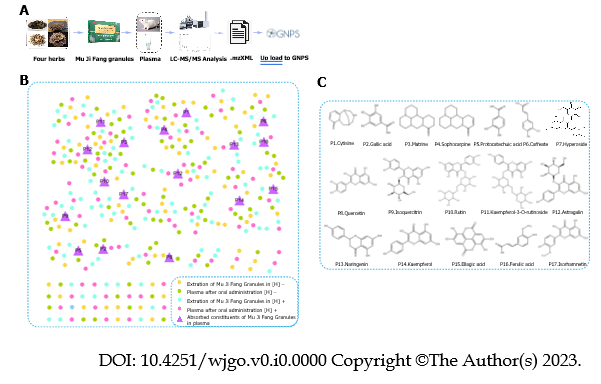 A
Four herbs
Mu Ji Fang granules
Plasma
LC-MS/MS Analysis
.mzXML
Up load to GNPS
GNPS
B
Extration of Mu Ji Fang Granules in [H] −
Plasma after oral administration [H] −
Extration of Mu Ji Fang Granules in [H] +
Plasma after oral administration [H] +
Absorbed constituents of Mu Ji Fang Granules
in plasma
C
P1.Cytisine
P2.Gallic acid
P3.Matrine
P4.Sophocarpine
P5.Protocatechuic acid
P6.Caffeate
P7.Hyperoside
P8.Quercetin
P9.Isoquercitrin
P10.Rutin
P11.Kaempferol-3-O-rutinoside
P12.Astragalin
P13.Naringenin
P14.Kaempferol
P15.Ellagic acid
P16.Ferulic acid
P17.Isorhamnetin
DOI: 10.4251/wjgo.v0.i0.0000 Copyright ©The Author(s) 2023.